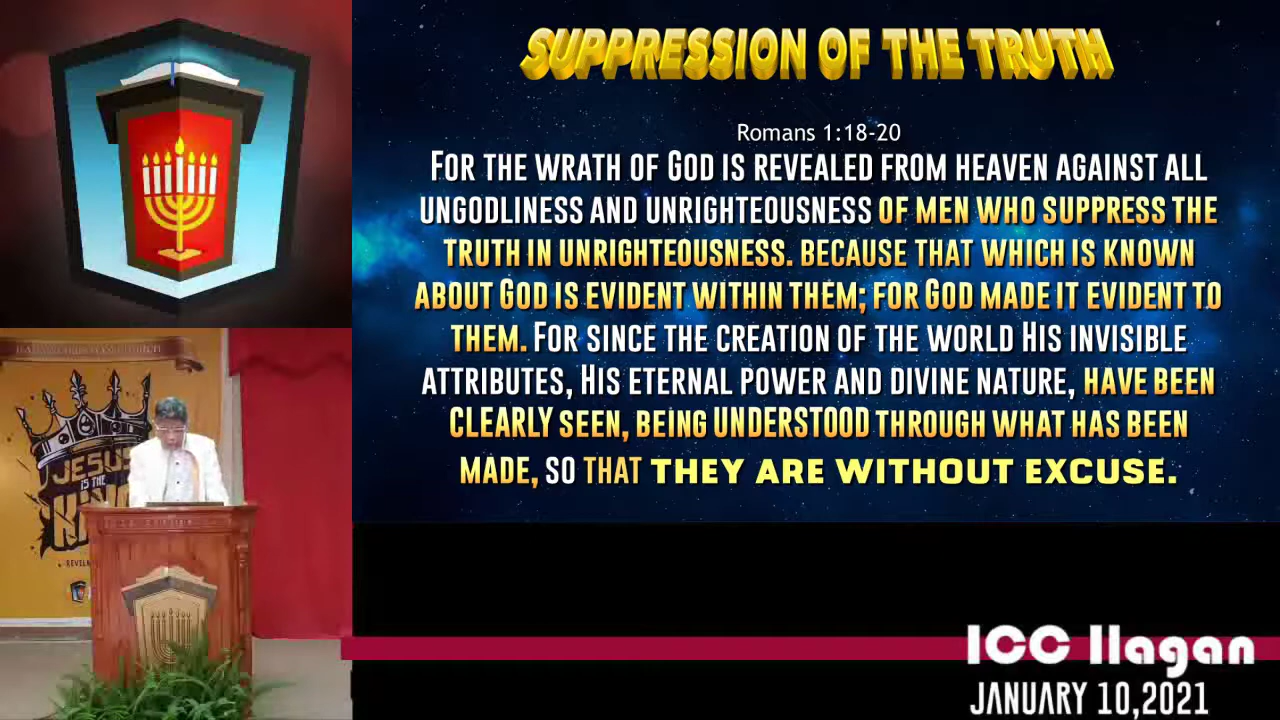 SUPPRESSION OF THE TRUTH
Romans 1:18-20
FOR THE WRATH OF GOD IS REVEALED FROM HEAVEN AGAINST ALL
UNGODLINESS AND UNRIGHTEOUSNESS OF MEN WHO SUPPRESS THE
TRUTH IN UNRIGHTEOUSNESS. BECAUSE THAT WHICH IS KNOWN
ABOUT GOD IS EVIDENT WITHIN THEM; FOR GOD MADE IT EVIDENT TO
THEM. FOR SINCE THE CREATION OF THE WORLD HIS INVISIBLE
ATTRIBUTES, HIS ETERNAL POWER AND DIVINE NATURE, HAVE BEEN
CLEARLY SEEN, BEING UNDERSTOOD THROUGH WHAT HAS BEEN
MADE, SO THAT THEY ARE WITHOUT EXCUSE.
JESUS
IS THE
ICC Ilagan
JANUARY 10,2021